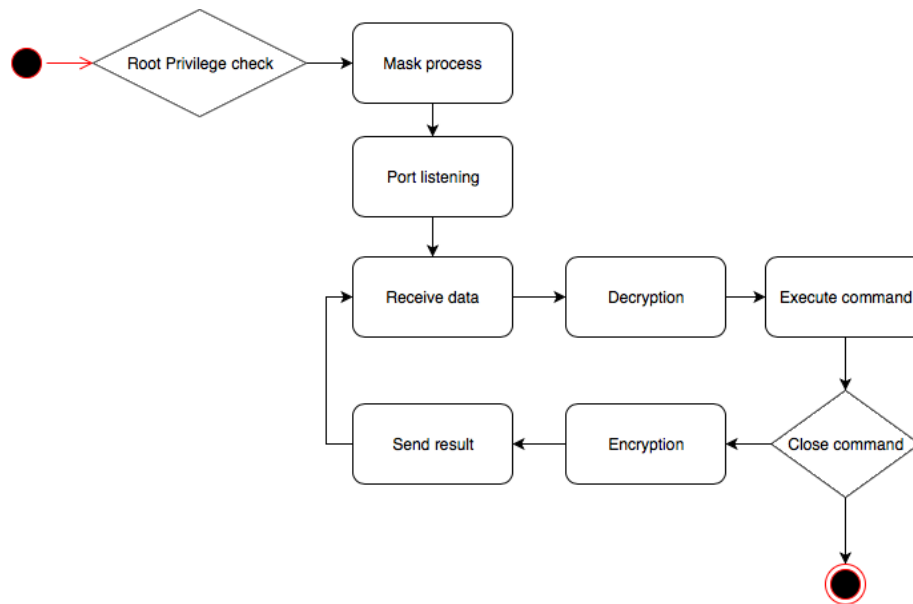 Root Privilege check
Mask process
Port listening
Receive data
Decryption
Execute command
Send result
Encryption
Close command